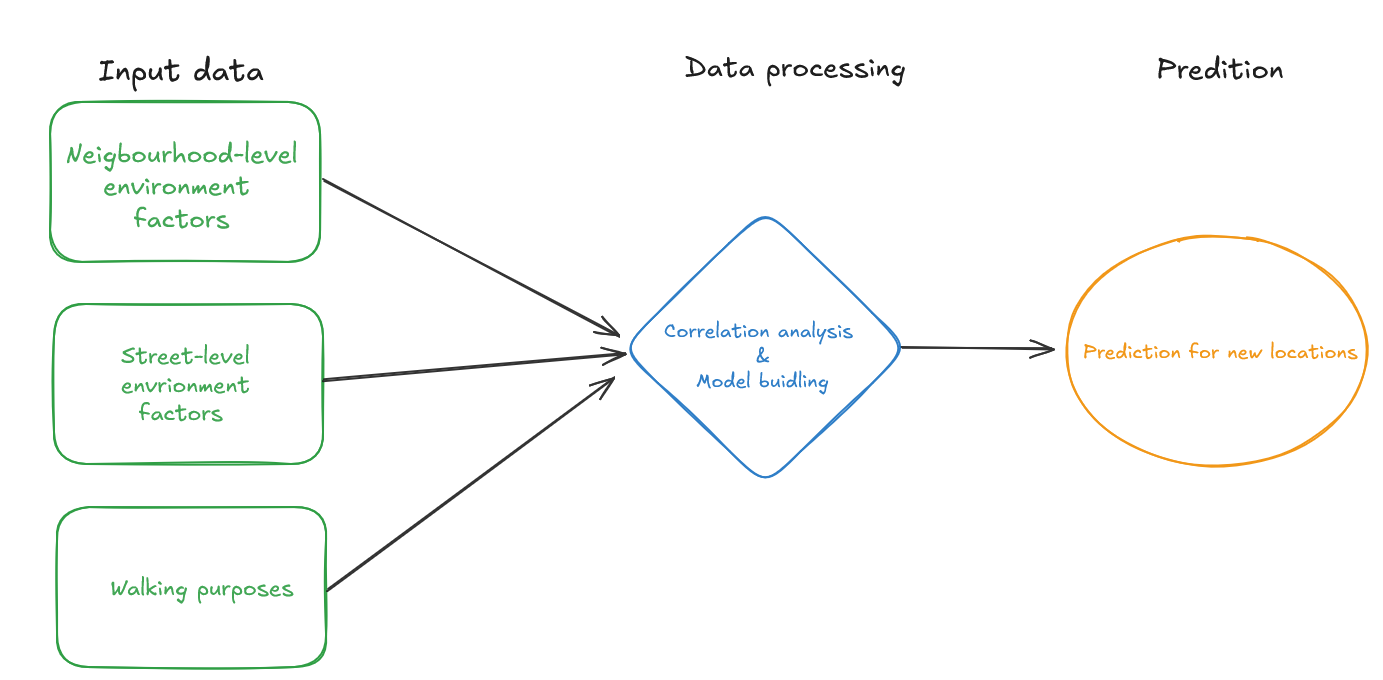 Input data
Data processing
Predition
Neigbourhood-level
environment
factors
Street-level
envrionment
factors
Walking purposes
Correlation analysis
&
Model buidling
Prediction for new locations